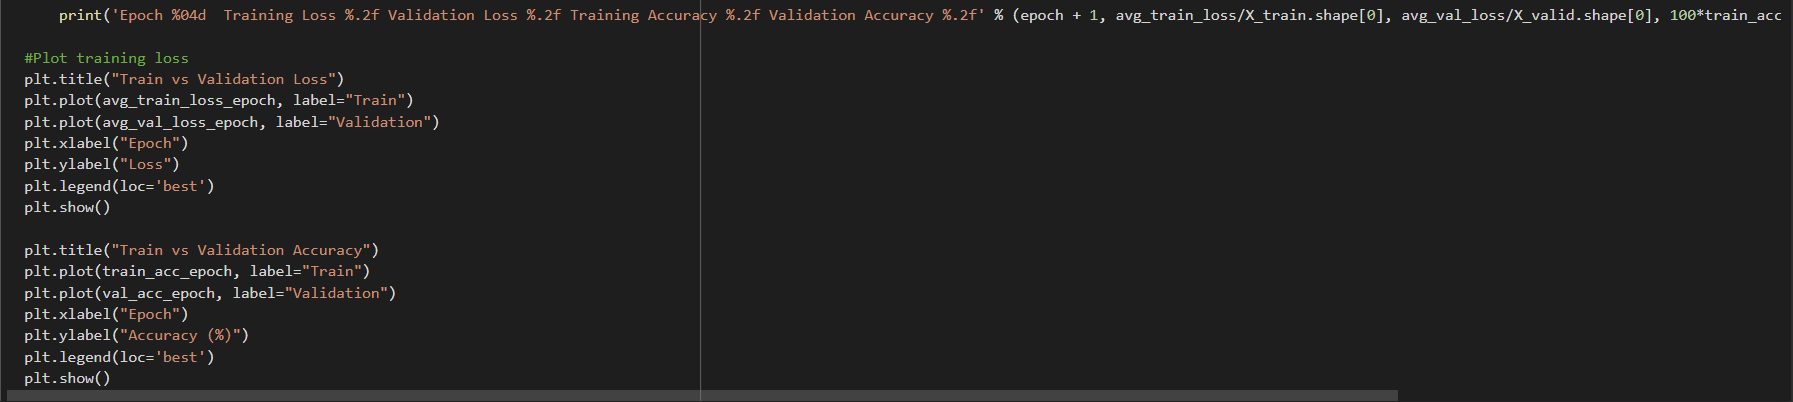 print('Epoch %04d  Training Loss %.2f Validation Loss %.2f Training Accuracy %.2f Validation Accuracy %.2f' % (epoch + 1, avg_train_loss/X_train.shape[0], avg_val_loss/X_valid.shape[0], 100*train_acc
#Plot training loss
plt.title("Train vs Validation Loss")
plt.plot(avg_train_loss_epoch, label="Train")
plt.plot(avg_val_loss_epoch, label="Validation")
plt.xlabel("Epoch")
plt.ylabel("Loss")
plt.legend(loc='best')
plt.show()
plt.title("Train vs Validation Accuracy")
plt.plot(train_acc_epoch, label="Train")
plt.plot(val_acc_epoch, label="Validation")
plt.xlabel("Epoch")
plt.ylabel("Accuracy (%)")
plt.legend(loc='best')
plt.show()